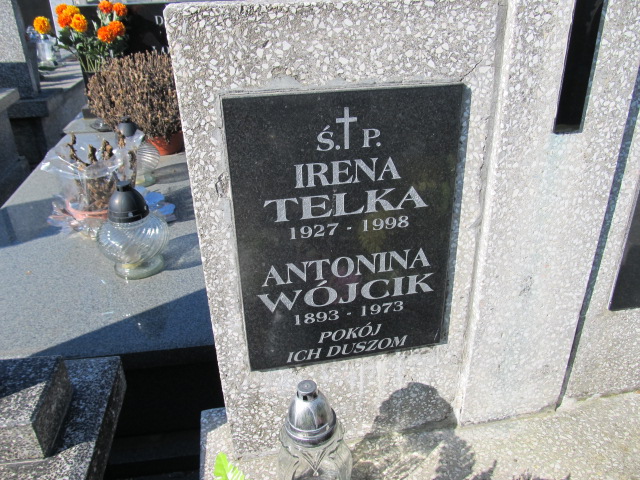 Ś. P.
IRENA
TELKA
1927 - 1998
ANTONINA
WÓJCIK
1893 - 1973
POKÓJ
ICH DUSZOM